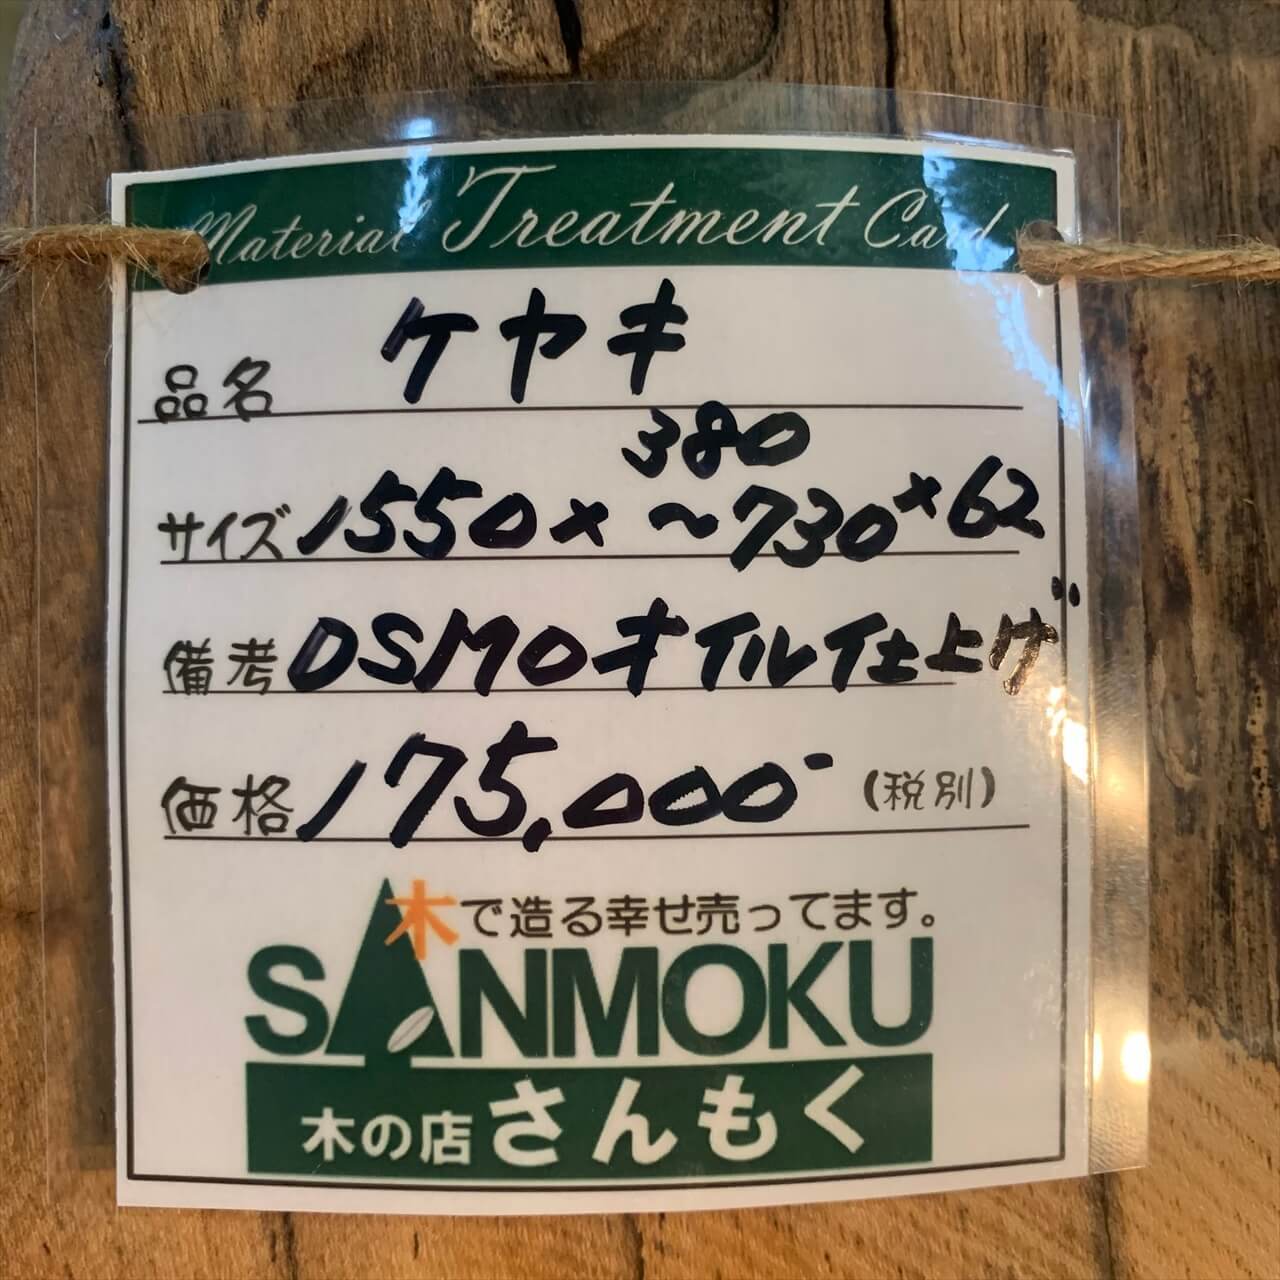 Material Treatment Card
品名 ケヤキ
サイズ 1550×380～730×62
備考 OSMOオイル仕上げ
価格 175,000- (税別)
木で造る幸せ売ってます。
SANMOKU
木の店 さんもく